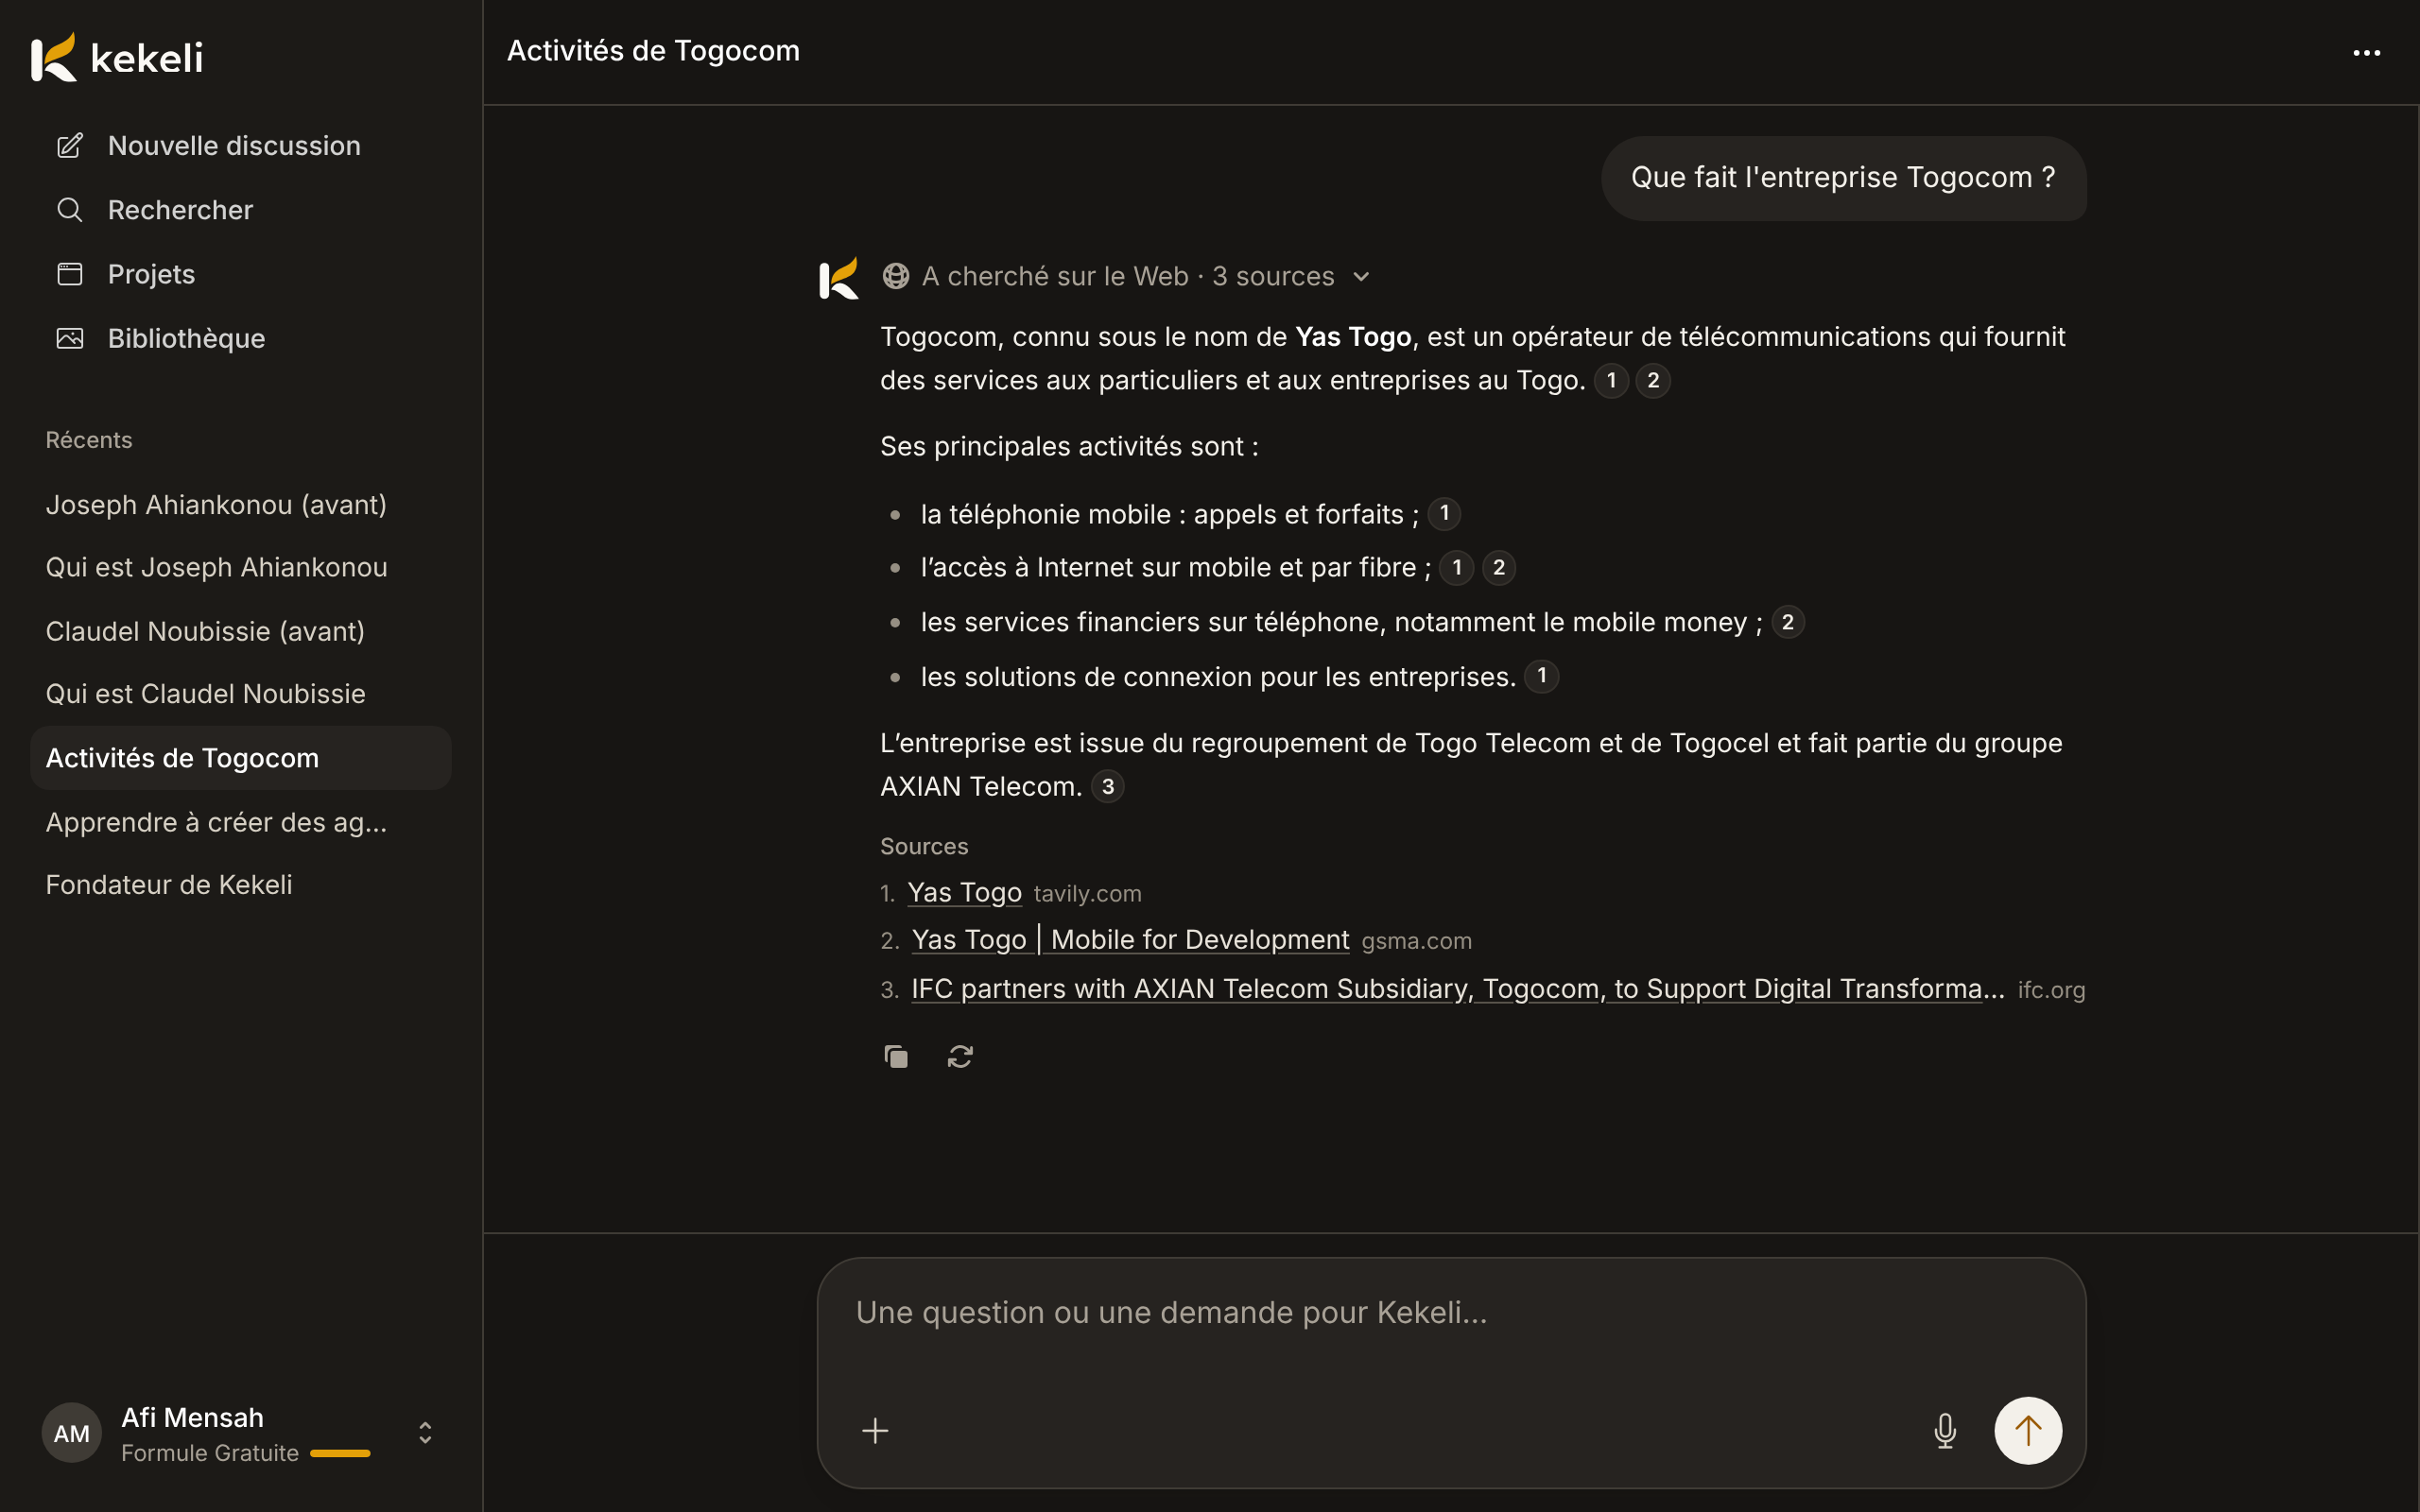 kekeli
Nouvelle discussion
Rechercher
Projets
Bibliothèque
Récents
Joseph Ahiankonou (avant)
Qui est Joseph Ahiankonou
Claudel Noubissie (avant)
Qui est Claudel Noubissie
Activités de Togocom
Apprendre à créer des ag...
Fondateur de Kekeli
AM
Afi Mensah
Formule Gratuite
Activités de Togocom
Que fait l'entreprise Togocom ?
A cherché sur le Web · 3 sources
Togocom, connu sous le nom de Yas Togo, est un opérateur de télécommunications qui fournit
des services aux particuliers et aux entreprises au Togo. 1 2
Ses principales activités sont :
• la téléphonie mobile : appels et forfaits ; 1
• l’accès à Internet sur mobile et par fibre ; 1 2
• les services financiers sur téléphone, notamment le mobile money ; 2
• les solutions de connexion pour les entreprises. 1
L’entreprise est issue du regroupement de Togo Telecom et de Togocel et fait partie du groupe
AXIAN Telecom. 3
Sources
1. Yas Togo tavily.com
2. Yas Togo | Mobile for Development gsma.com
3. IFC partners with AXIAN Telecom Subsidiary, Togocom, to Support Digital Transforma... ifc.org
Une question ou une demande pour Kekeli...